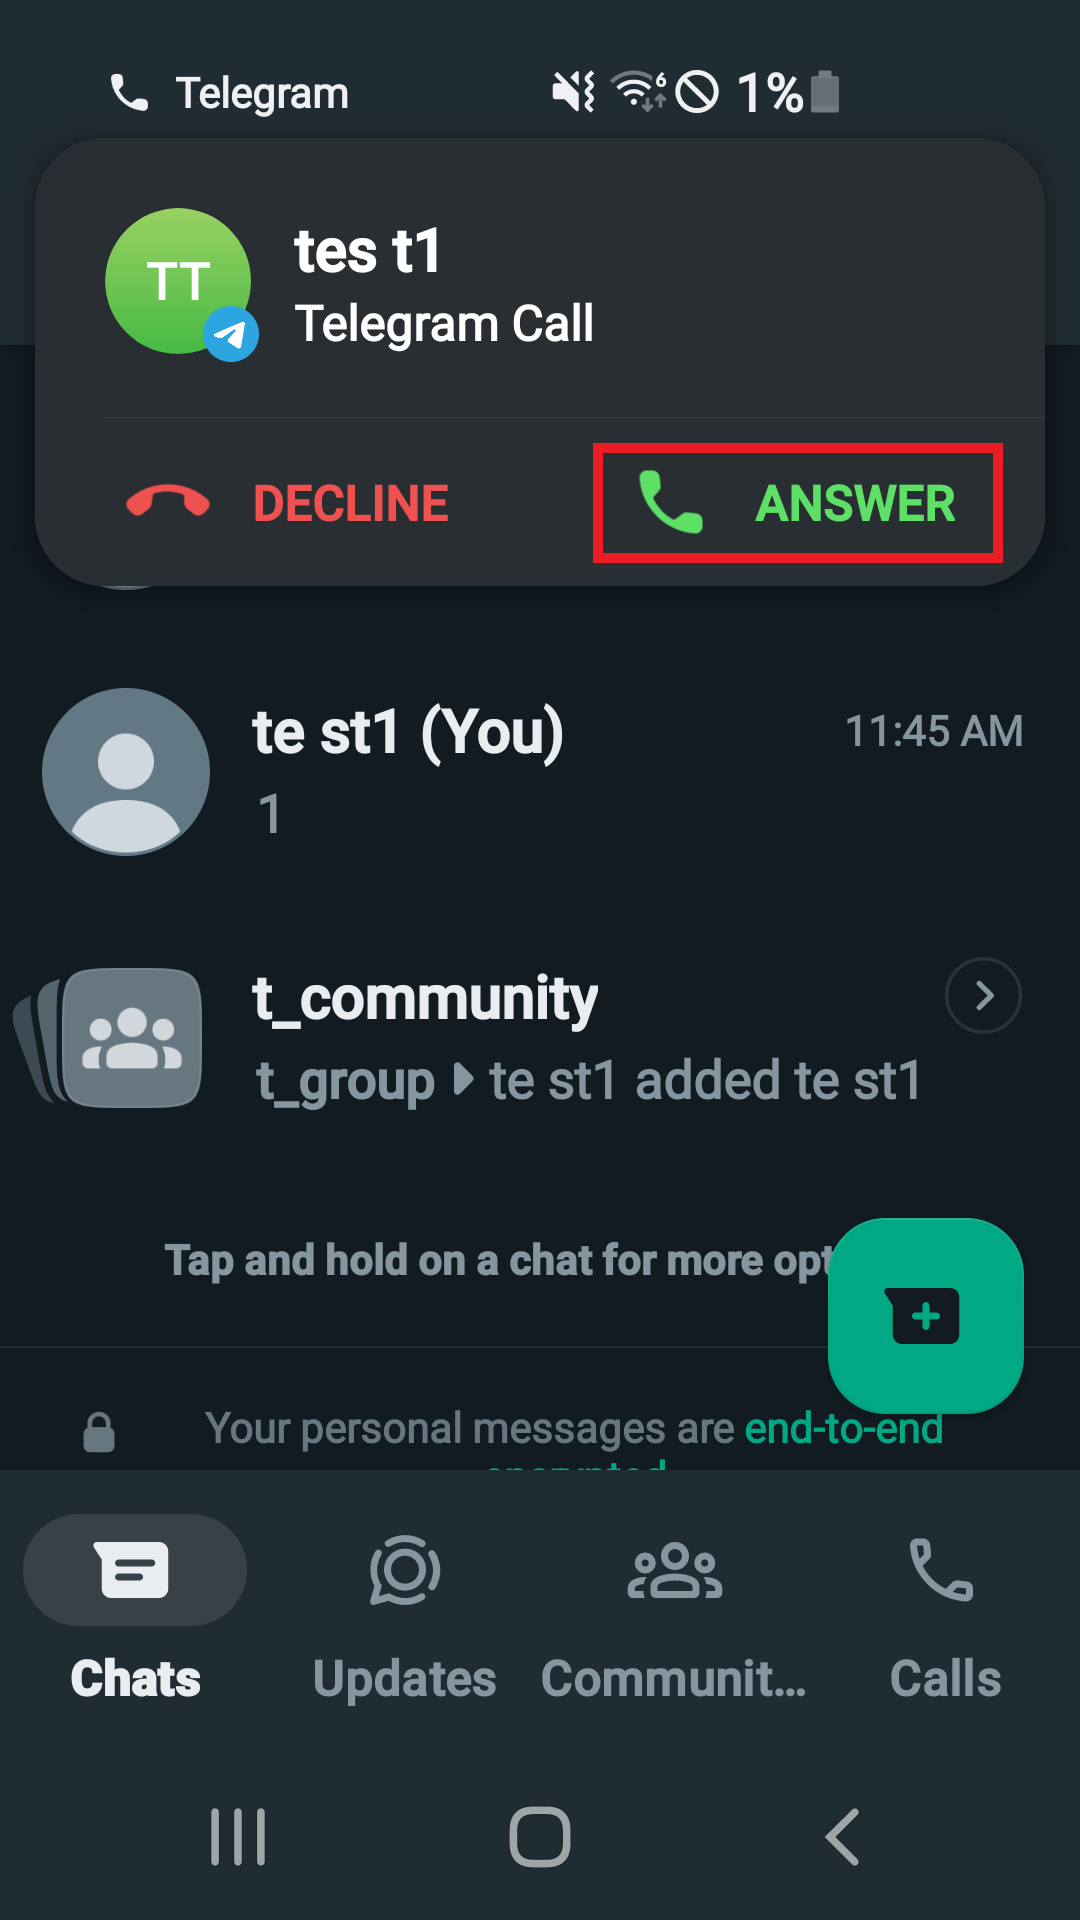 Telegram
6
1%
TT
tes t1
Telegram Call
DECLINE
ANSWER
te st1 (You)
11:45 AM
1
t_community
t_group te st1 added te st1
Tap and hold on a chat for more opt
Your personal messages are end-to-end
encrypted
Chats
Updates
Communit...
Calls